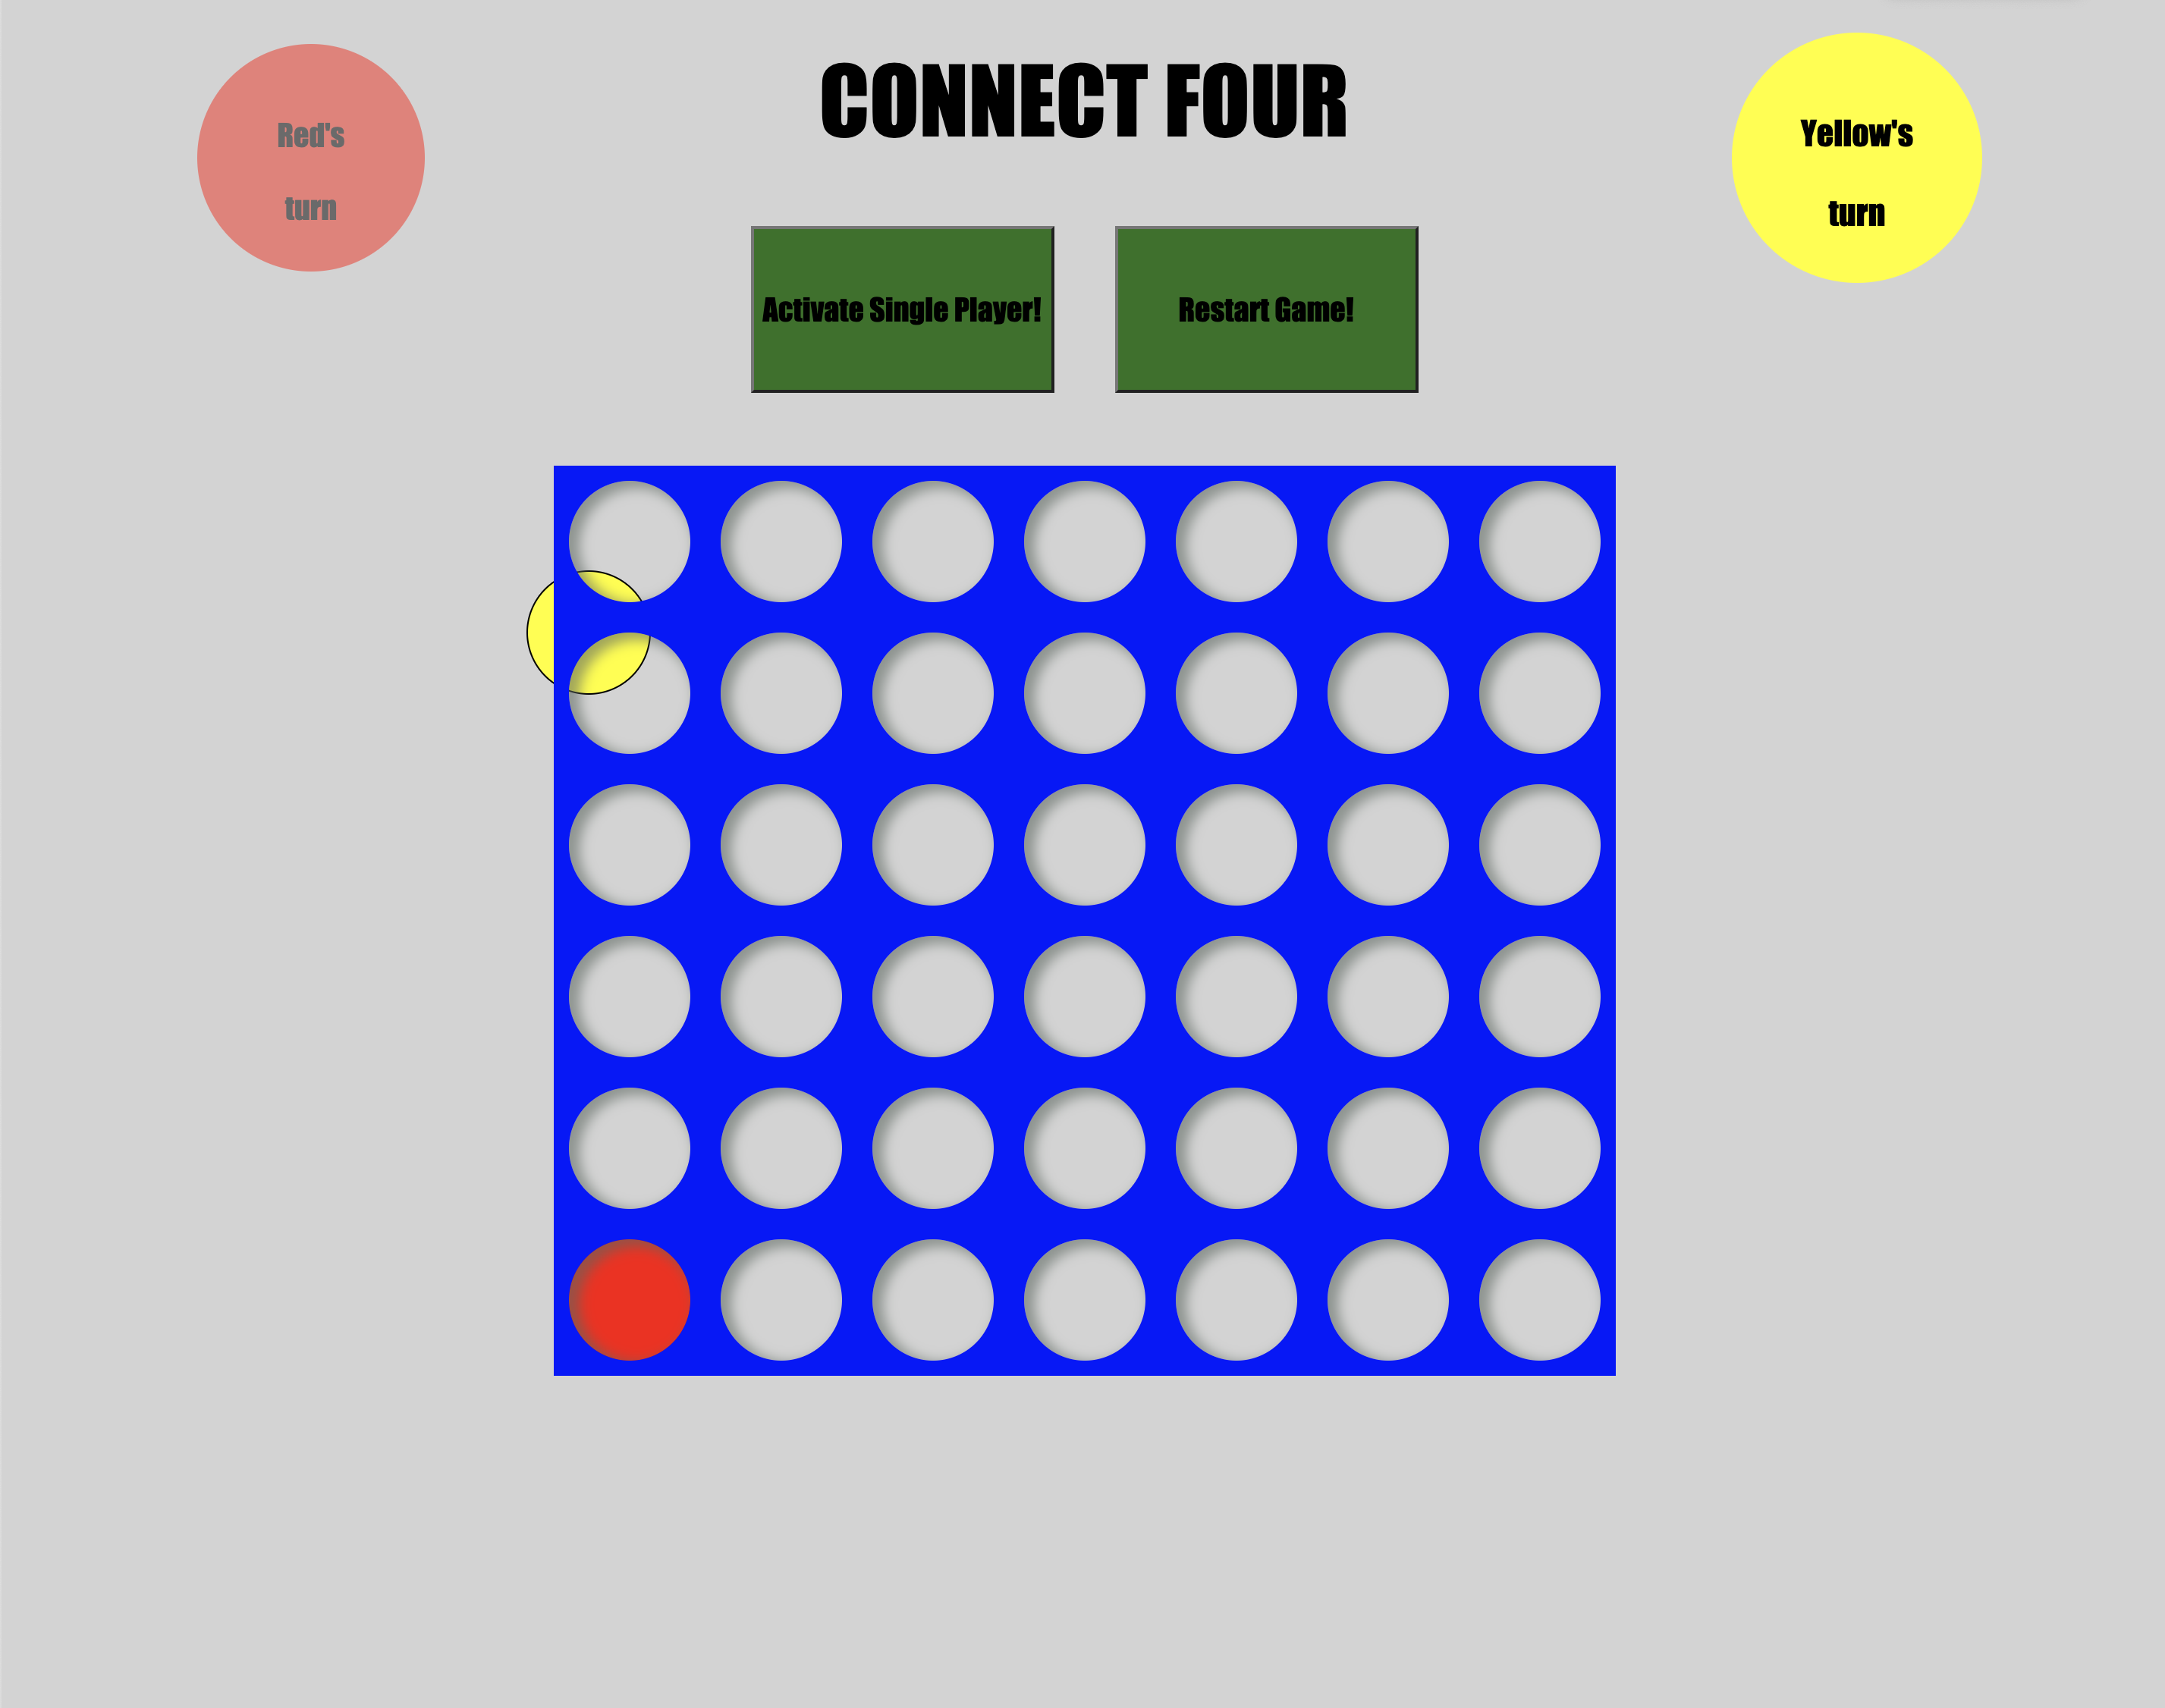 CONNECT FOUR
Red's
turn
Yellow's
turn
Activate Single Player!
Restart Game!